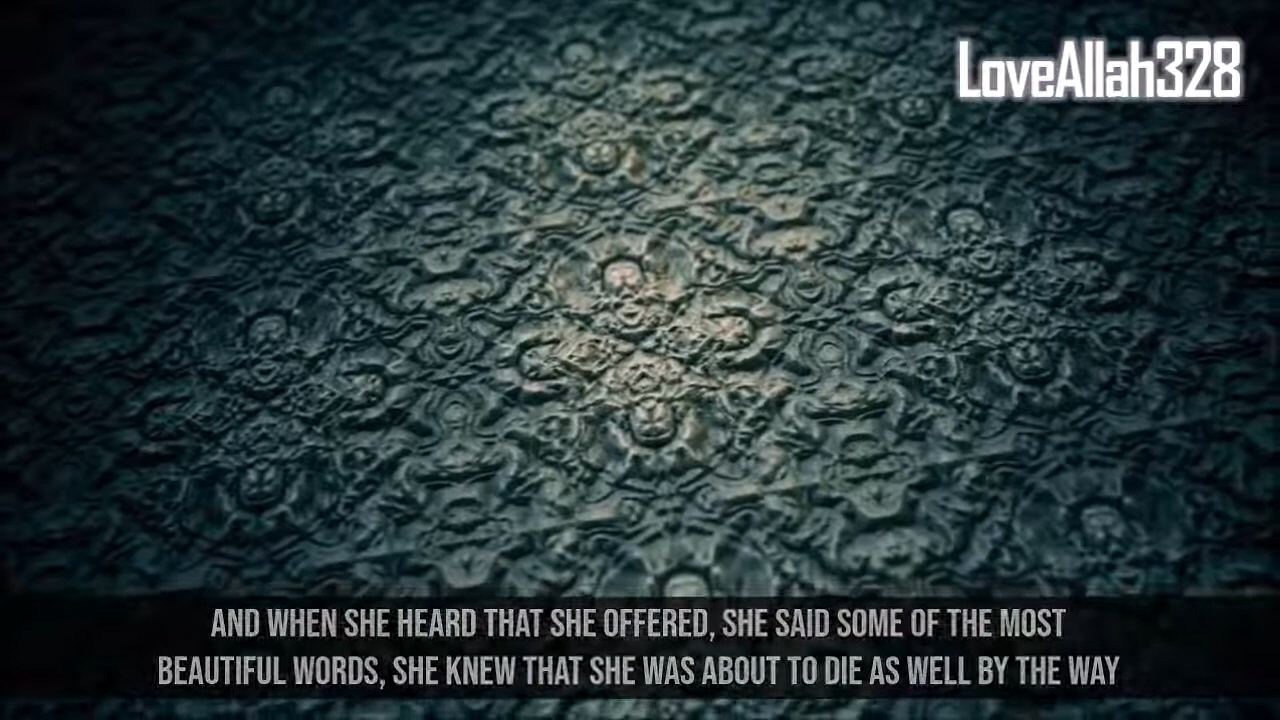 LoveAllah328
AND WHEN SHE HEARD THAT SHE OFFERED, SHE SAID SOME OF THE MOST
BEAUTIFUL WORDS, SHE KNEW THAT SHE WAS ABOUT TO DIE AS WELL BY THE WAY